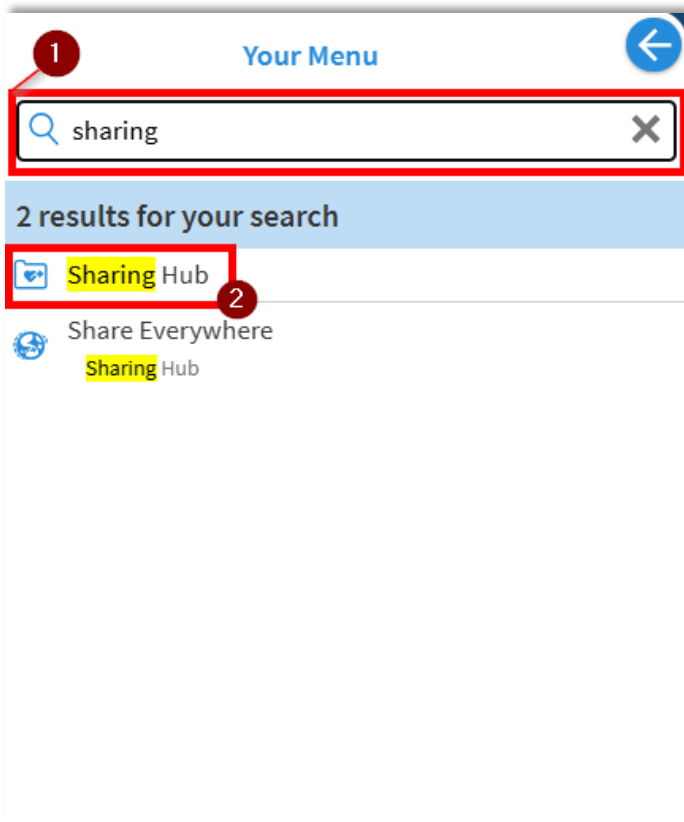 1
Your Menu
sharing
2 results for your search
Sharing Hub
2
Share Everywhere
Sharing Hub